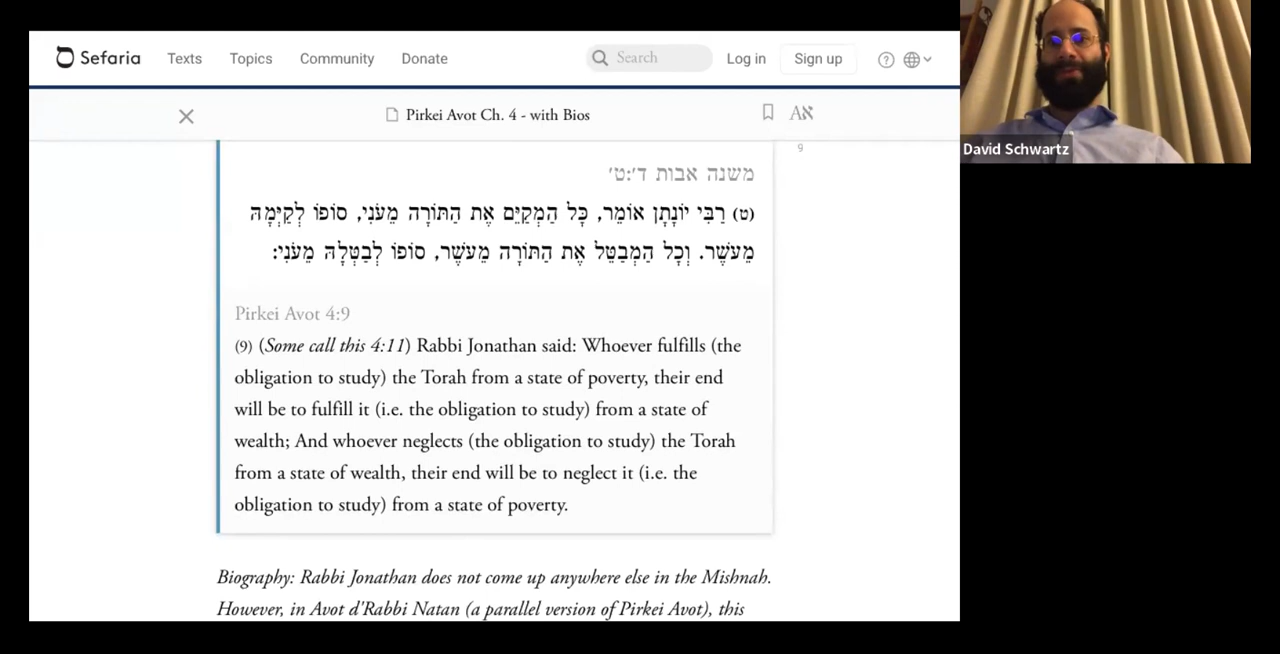 Sefaria Texts Topics Community Donate Search Log in Sign up
Pirkei Avot Ch. 4 - with Bios Aא
9
משנה אבות ד׳:ט׳
(ט) רַבִּי יוֹנָתָן אוֹמֵר, כָּל הַמְקַיֵּם אֶת הַתּוֹרָה מֵעֹנִי, סוֹפוֹ לְקַיְּמָהּ
מֵעֹשֶׁר. וְכָל הַמְבַטֵּל אֶת הַתּוֹרָה מֵעֹשֶׁר, סוֹפוֹ לְבַטְּלָהּ מֵעֹנִי:
Pirkei Avot 4:9
(9) (Some call this 4:11) Rabbi Jonathan said: Whoever fulfills (the
obligation to study) the Torah from a state of poverty, their end
will be to fulfill it (i.e. the obligation to study) from a state of
wealth; And whoever neglects (the obligation to study) the Torah
from a state of wealth, their end will be to neglect it (i.e. the
obligation to study) from a state of poverty.
Biography: Rabbi Jonathan does not come up anywhere else in the Mishnah.
However, in Avot d'Rabbi Natan (a parallel version of Pirkei Avot), this
David Schwartz